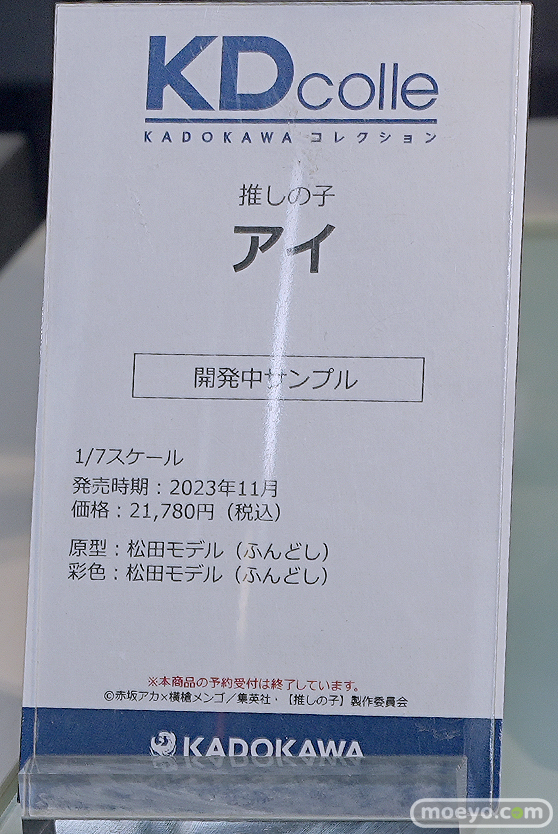 KDcolle
KADOKAWA コレクション
推しの子
アイ
開発中サンプル
1/7スケール
発売時期：2023年11月
価格：21,780円（税込）
原型：松田モデル（ふんどし）
彩色：松田モデル（ふんどし）
※本商品の予約受付は終了しています。
©赤坂アカ×横槍メンゴ／集英社・【推しの子】製作委員会
KADOKAWA
moeyo.com